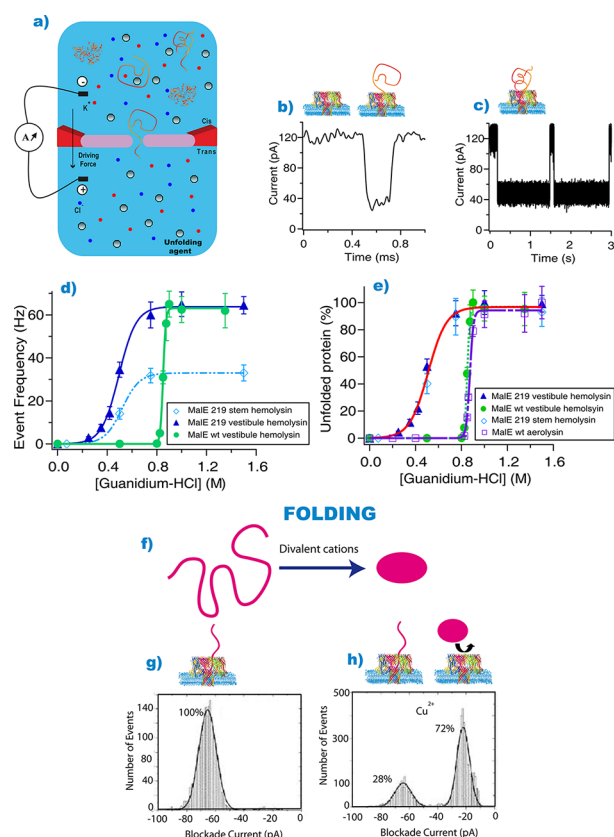 a)
K+
A
Driving
Force
Cis
Trans
Cl-
Unfolding
agent
b)
Current (pA)
120
80
40
0
0
0.4
0.8
Time (ms)
c)
Current (pA)
120
80
40
0
0
1
2
3
Time (s)
d)
Event Frequency (Hz)
60
30
0
0.0
0.4
0.8
1.2
1.6
[Guanidium-HCl] (M)
MalE 219 stem hemolysin
MalE 219 vestibule hemolysin
MalE wt vestibule hemolysin
e)
Unfolded protein (%)
100
80
60
40
20
0
0.0
0.4
0.8
1.2
1.6
[Guanidium-HCl] (M)
MalE 219 vestibule hemolysin
MalE wt vestibule hemolysin
MalE 219 stem hemolysin
MalE wt aerolysin
FOLDING
f)
Divalent cations
g)
Number of Events
140
120
80
40
0
100%
-100
-80
-60
-40
-20
0
Blockade Current (pA)
h)
Number of Events
500
300
100
0
Cu2+
72%
28%
-100
-80
-60
-40
-20
0
Blockade Current (pA)